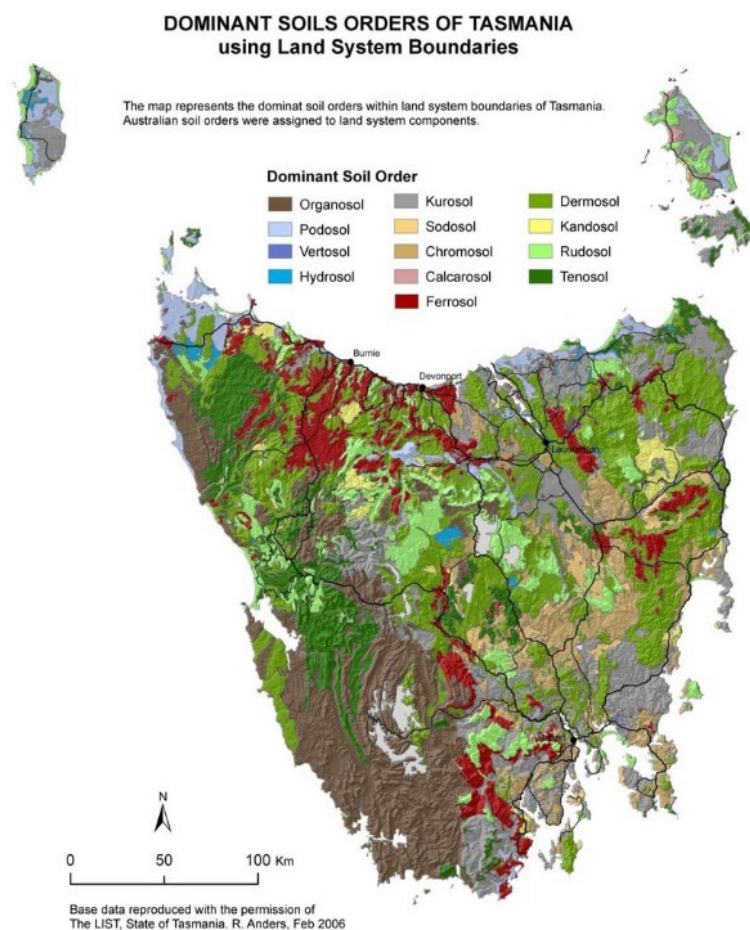 DOMINANT SOILS ORDERS OF TASMANIA
using Land System Boundaries
The map represents the dominat soil orders within land system boundaries of Tasmania.
Australian soil orders were assigned to land system components.
Dominant Soil Order
Organosol
Podosol
Vertosol
Hydrosol
Kurosol
Sodosol
Chromosol
Calcarosol
Ferrosol
Dermosol
Kandosol
Rudosol
Tenosol
Burnie
Devonport
Launceston
N
0 50 100 Km
Base data reproduced with the permission of
The LIST, State of Tasmania. R. Anders, Feb 2006